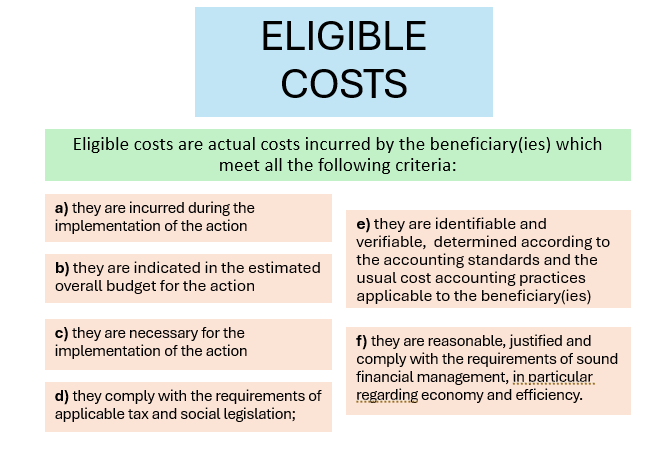 ELIGIBLE
COSTS
Eligible costs are actual costs incurred by the beneficiary(ies) which
meet all the following criteria:
a) they are incurred during the
implementation of the action
b) they are indicated in the estimated
overall budget for the action
c) they are necessary for the
implementation of the action
d) they comply with the requirements of
applicable tax and social legislation;
e) they are identifiable and
verifiable,  determined according to
the accounting standards and the
usual cost accounting practices
applicable to the beneficiary(ies)
f) they are reasonable, justified and
comply with the requirements of sound
financial management, in particular
regarding economy and efficiency.